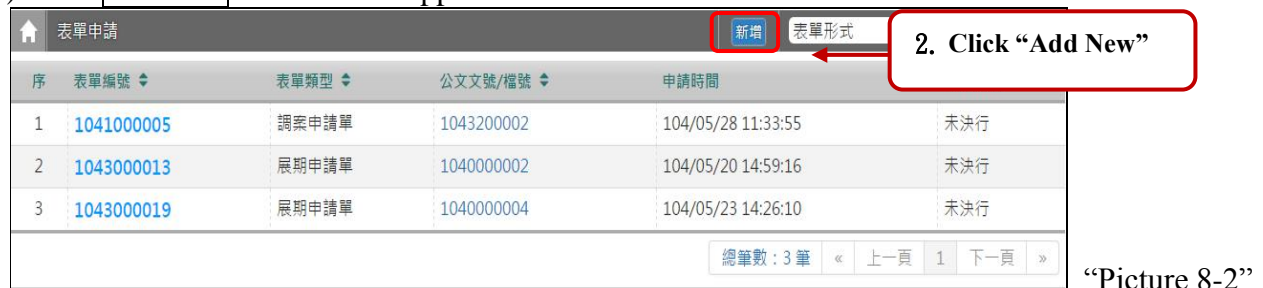 表單申請 新增 表單形式
2. Click “Add New”
序 表單編號 表單類型 公文文號/檔號 申請時間
1 1041000005 調案申請單 1043200002 104/05/28 11:33:55 未決行
2 1043000013 展期申請單 1040000002 104/05/20 14:59:16 未決行
3 1043000019 展期申請單 1040000004 104/05/23 14:26:10 未決行
總筆數：3 筆 « 上一頁 1 下一頁 »
“Picture 8-2”